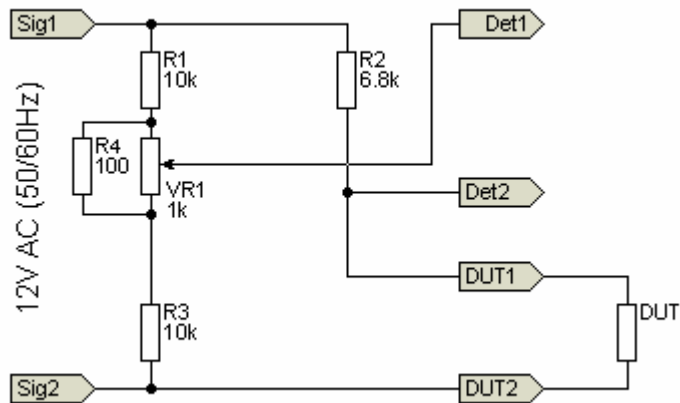 Sig1
Det1
R1
10k
R2
6.8k
12V AC (50/60Hz)
R4
100
VR1
1k
Det2
DUT1
R3
10k
DUT
Sig2
DUT2